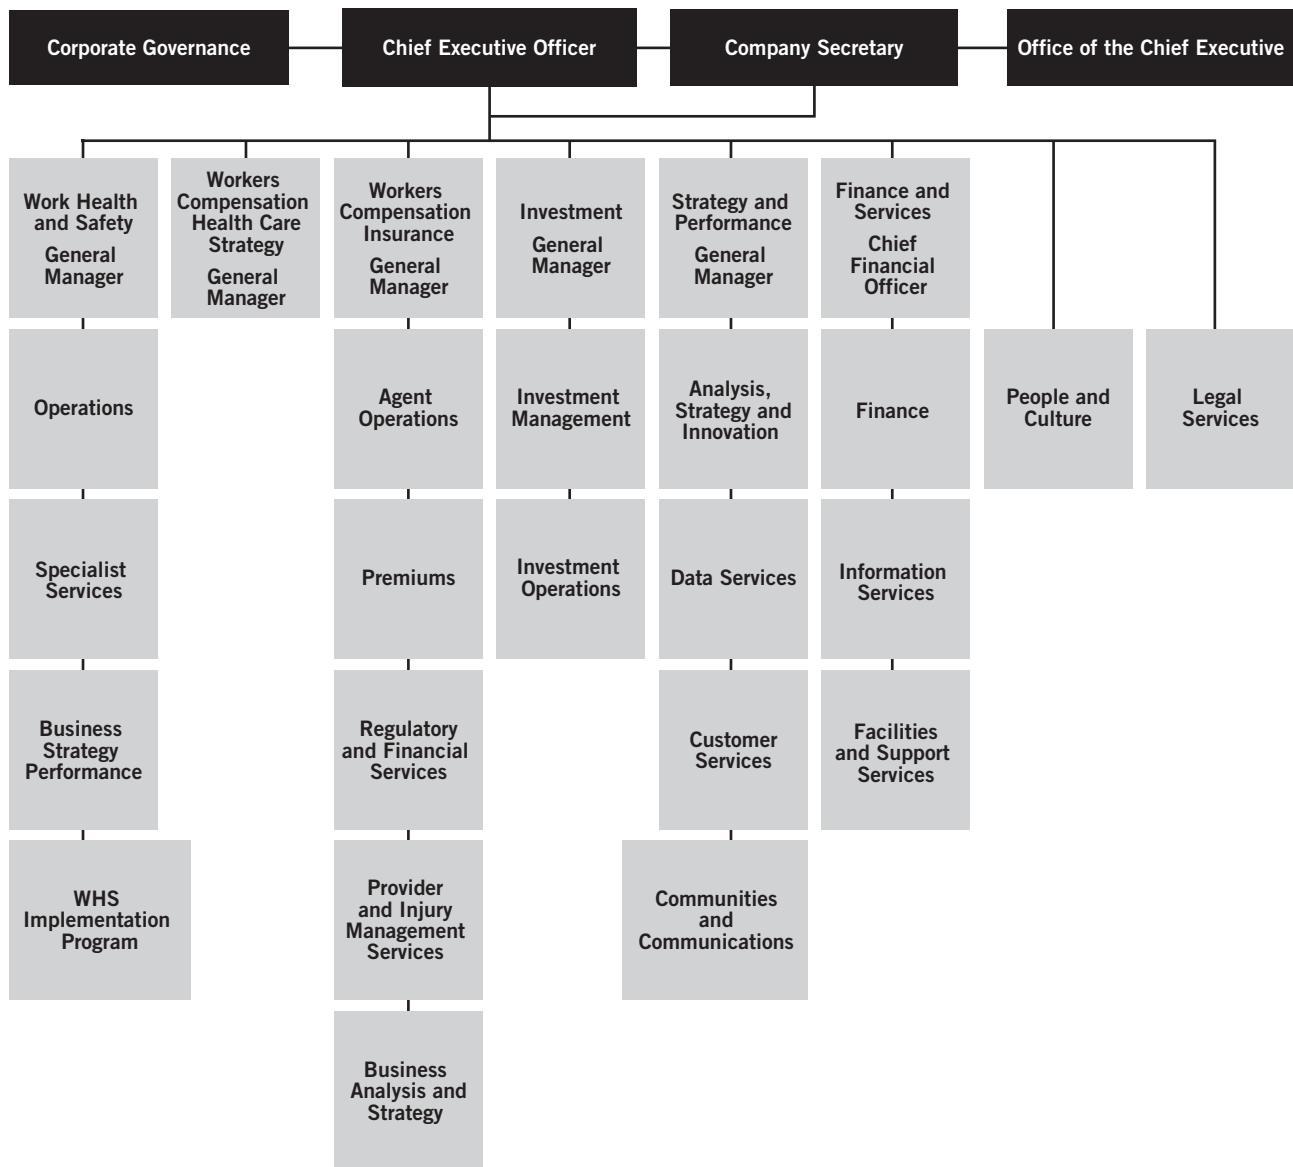 Corporate Governance
Chief Executive Officer
Company Secretary
Office of the Chief Executive
Work Health
and Safety
General
Manager
Workers
Compensation
Health Care
Strategy
General
Manager
Workers
Compensation
Insurance
General
Manager
Investment
General
Manager
Strategy and
Performance
General
Manager
Finance and
Services
Chief
Financial
Officer
Operations
Agent
Operations
Investment
Management
Analysis,
Strategy and
Innovation
Finance
People and
Culture
Legal
Services
Specialist
Services
Premiums
Investment
Operations
Data Services
Information
Services
Business
Strategy
Performance
Regulatory
and Financial
Services
Customer
Services
Facilities
and Support
Services
WHS
Implementation
Program
Provider
and Injury
Management
Services
Communities
and
Communications
Business
Analysis and
Strategy